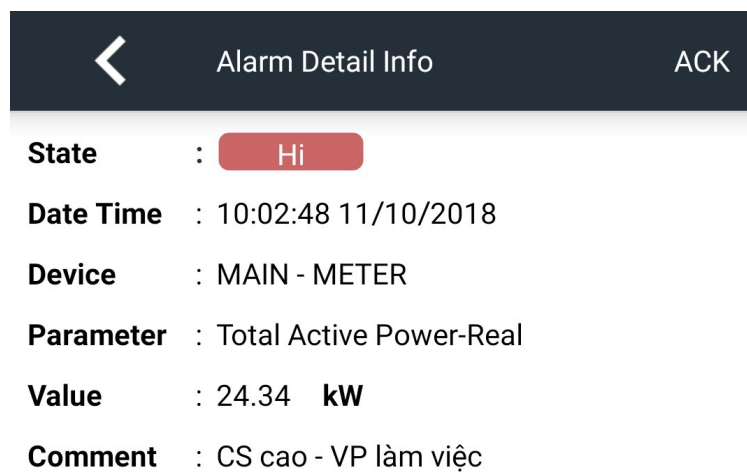 Alarm Detail Info ACK
State : Hi
Date Time : 10:02:48 11/10/2018
Device : MAIN - METER
Parameter : Total Active Power-Real
Value : 24.34 kW
Comment : CS cao - VP làm việc